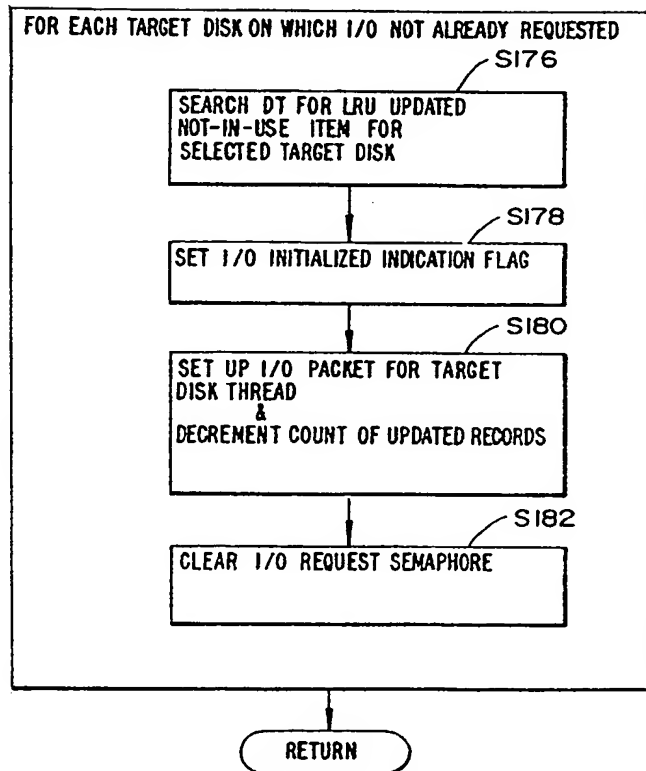 FOR EACH TARGET DISK ON WHICH I/O NOT ALREADY REQUESTED
S176
SEARCH DT FOR LRU UPDATED
NOT-IN-USE ITEM FOR
SELECTED TARGET DISK
S178
SET I/O INITIALIZED INDICATION FLAG
S180
SET UP I/O PACKET FOR TARGET
DISK THREAD
&
DECREMENT COUNT OF UPDATED RECORDS
S182
CLEAR I/O REQUEST SEMAPHORE
RETURN